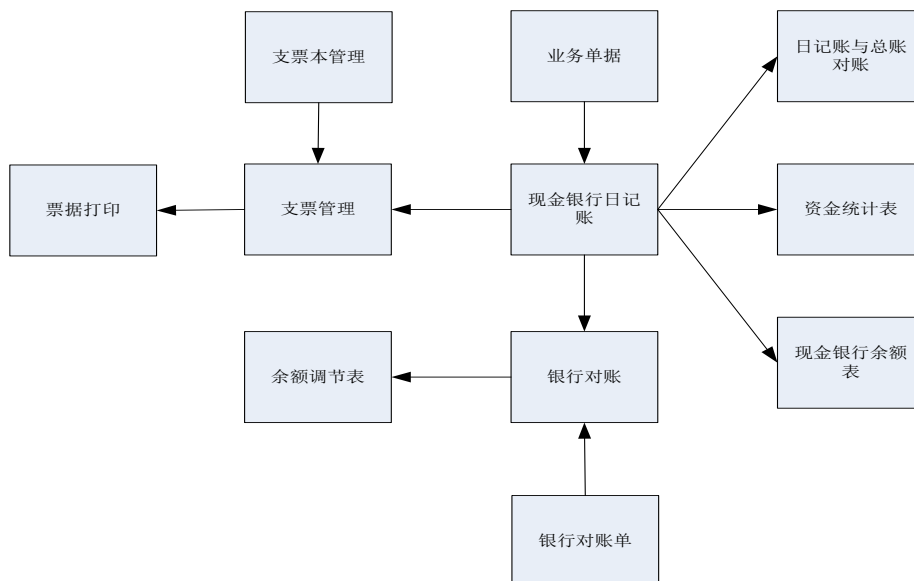 支票本管理
业务单据
日记账与总账
对账
票据打印
支票管理
现金银行日记
账
资金统计表
余额调节表
银行对账
现金银行余额
表
银行对账单